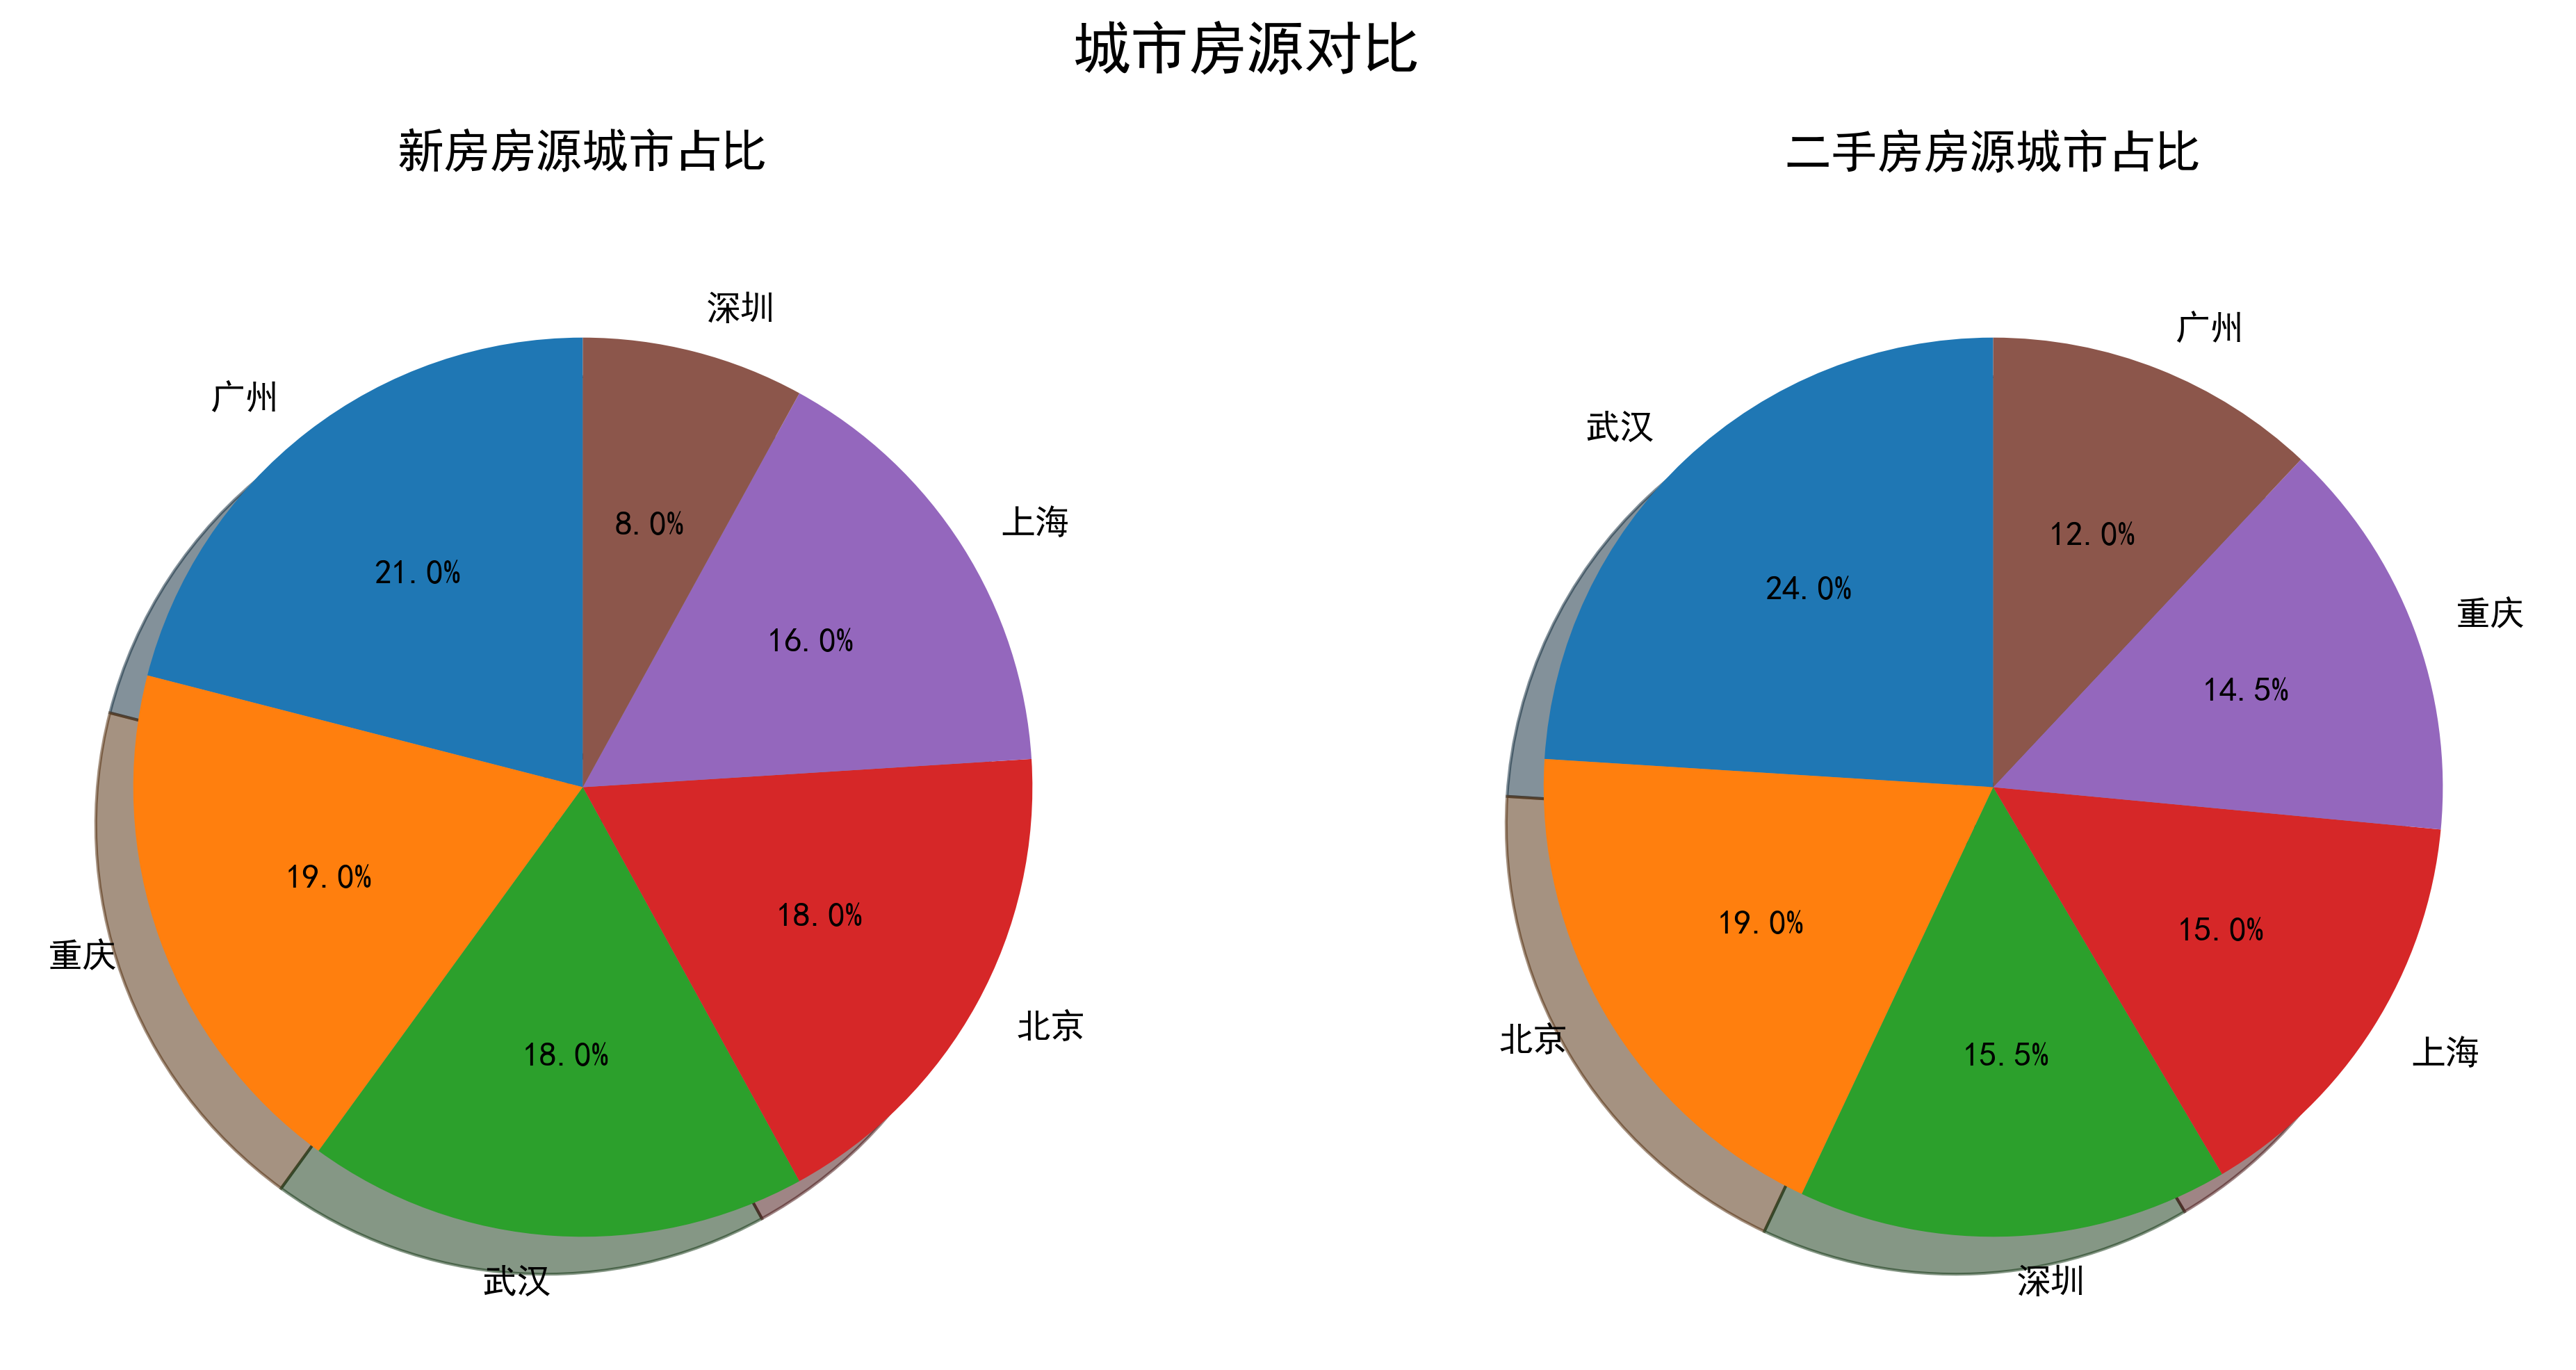 城市房源对比
新房房源城市占比
深圳
广州
上海
8.0%
21.0%
16.0%
19.0%
18.0%
重庆
北京
18.0%
武汉
二手房房源城市占比
广州
武汉
12.0%
24.0%
重庆
14.5%
19.0%
15.0%
北京
15.5%
上海
深圳